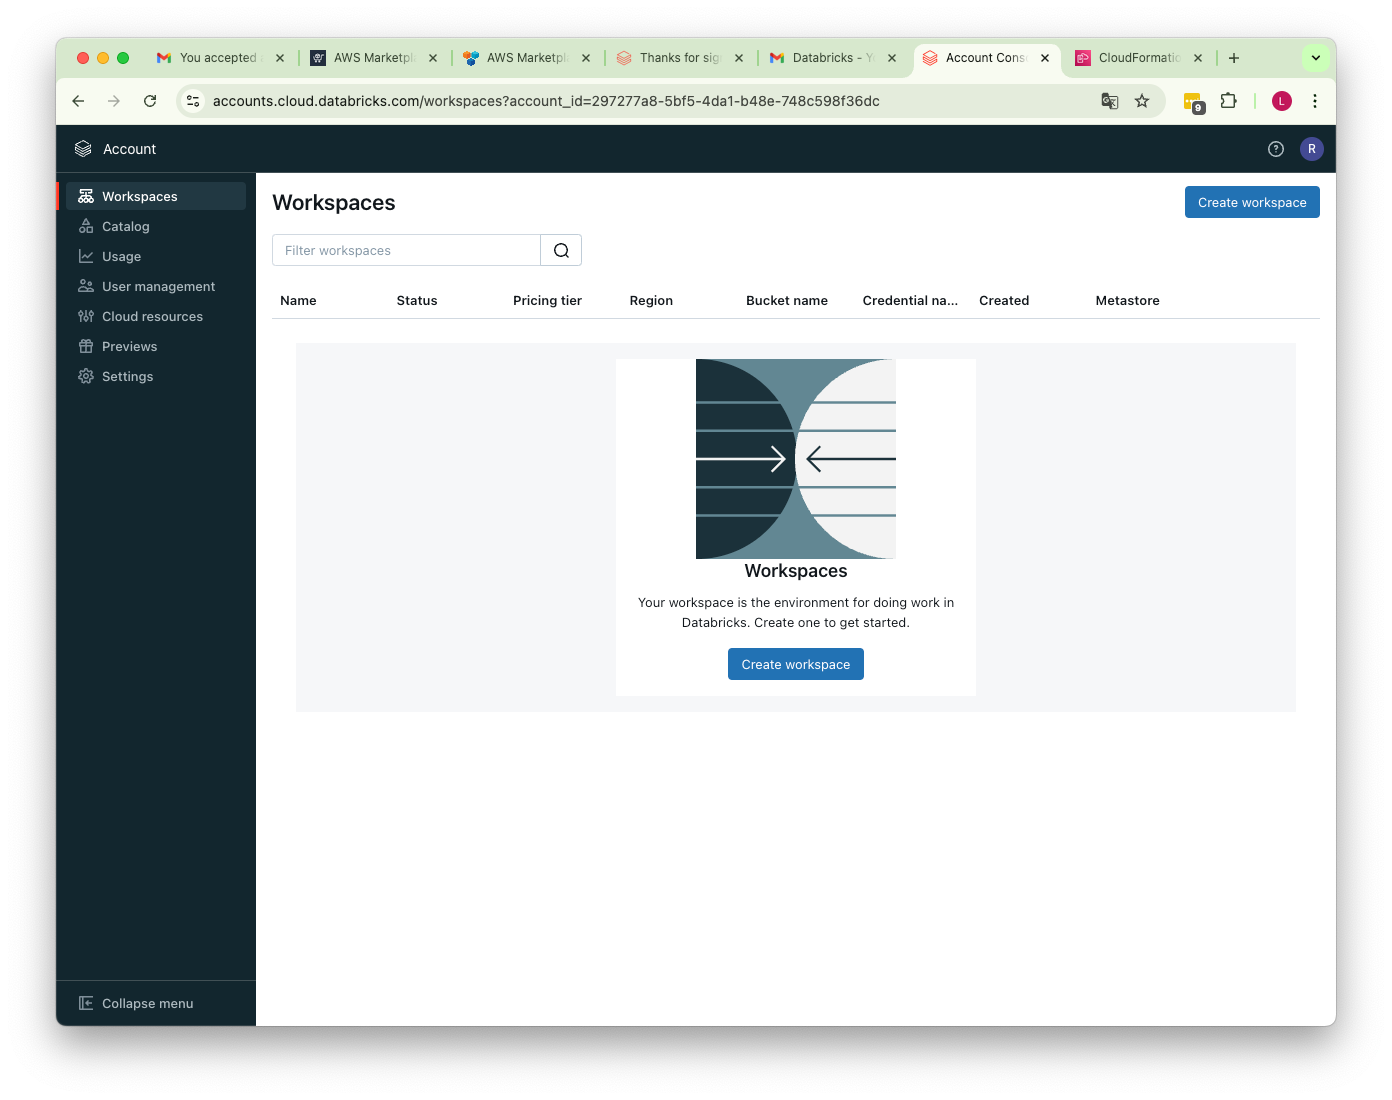 You accepted
AWS Marketpl
AWS Marketpl
Thanks for sig
Databricks - Y
Account Cons
CloudFormatio
accounts.cloud.databricks.com/workspaces?account_id=297277a8-5bf5-4da1-b48e-748c598f36dc
9
L
Account
?
R
Workspaces
Catalog
Usage
User management
Cloud resources
Previews
Settings
Collapse menu
Workspaces
Create workspace
Filter workspaces
Name Status Pricing tier Region Bucket name Credential na... Created Metastore
Workspaces
Your workspace is the environment for doing work in
Databricks. Create one to get started.
Create workspace